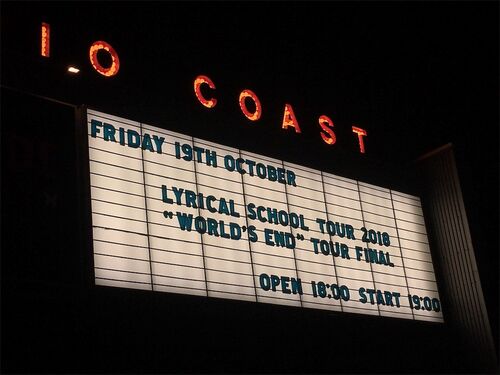 IO COAST
FRIDAY 19TH OCTOBER
LYRICAL SCHOOL TOUR 2018
"WORLD'S END" TOUR FINAL
OPEN 18:00 START 19:00